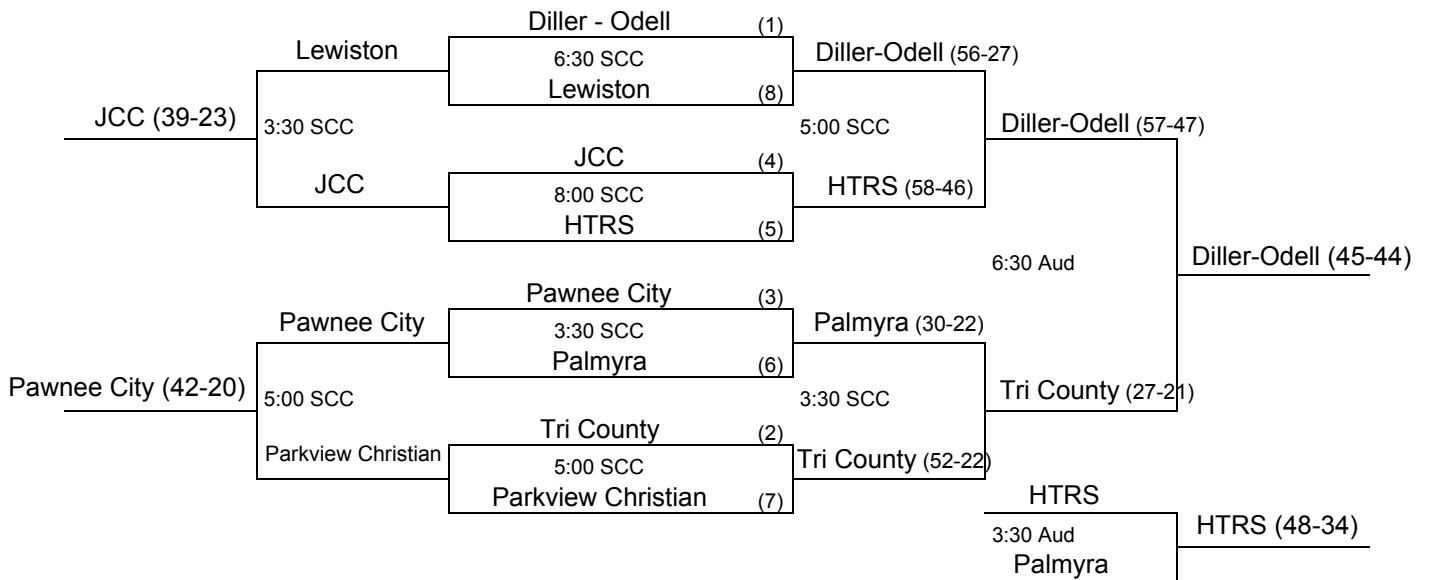 Diller - Odell (1)
Lewiston
6:30 SCC
Diller-Odell (56-27)
Lewiston (8)
JCC (39-23)
3:30 SCC
5:00 SCC
Diller-Odell (57-47)
JCC (4)
JCC
8:00 SCC
HTRS (58-46)
HTRS (5)
6:30 Aud
Diller-Odell (45-44)
Pawnee City (3)
Pawnee City
3:30 SCC
Palmyra (30-22)
Palmyra (6)
Pawnee City (42-20)
5:00 SCC
3:30 SCC
Tri County (27-21)
Tri County (2)
Parkview Christian
5:00 SCC
Tri County (52-22)
Parkview Christian (7)
HTRS
3:30 Aud
HTRS (48-34)
Palmyra